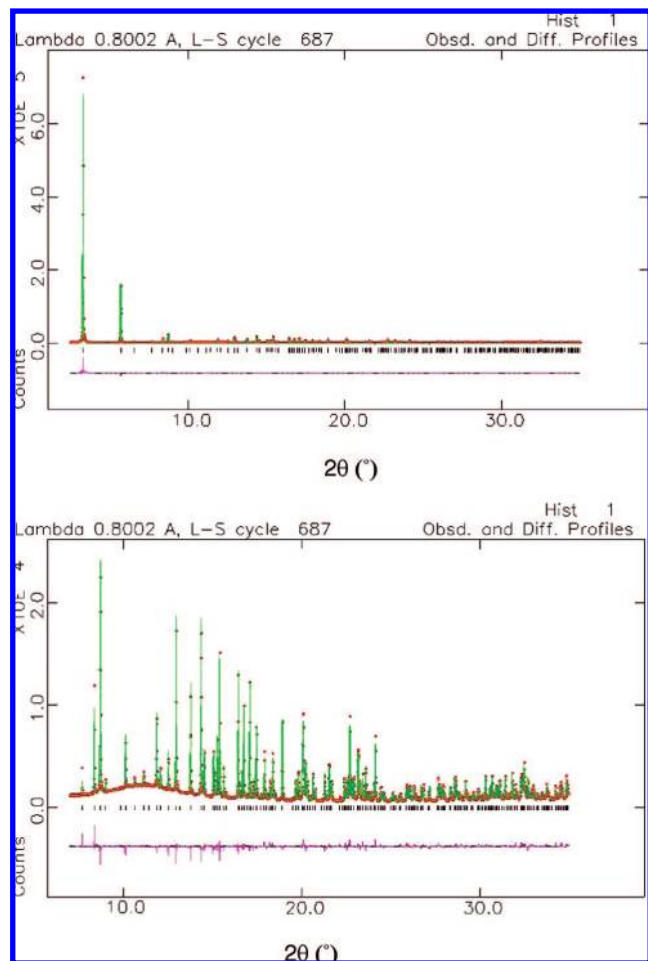 Hist 1
Lambda 0.8002 A, L-S cycle 687 Obsd. and Diff. Profiles
X10E 5
6.0
4.0
2.0
0.0
Counts
10.0 20.0 30.0
2θ (°)
Hist 1
Lambda 0.8002 A, L-S cycle 687 Obsd. and Diff. Profiles
X10E 4
2.0
1.0
0.0
Counts
10.0 20.0 30.0
2θ (°)